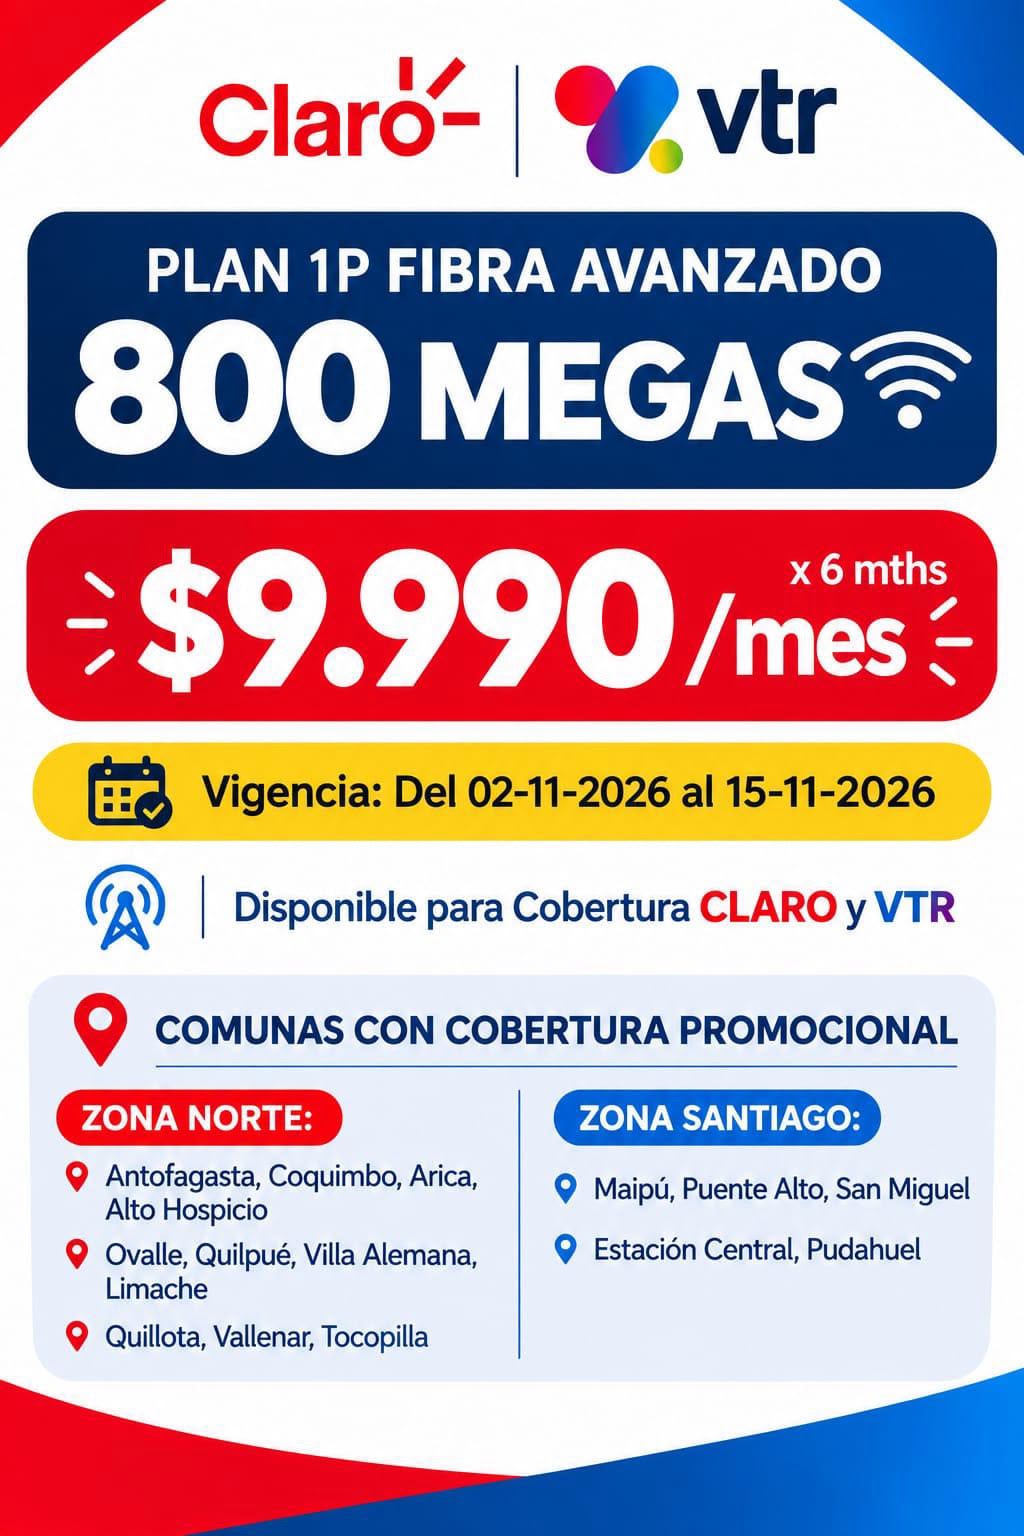 Claro
vtr
PLAN 1P FIBRA AVANZADO
800 MEGAS
$9.990/mes
x 6 mths
Vigencia: Del 02-11-2026 al 15-11-2026
Disponible para Cobertura CLARO y VTR
COMUNAS CON COBERTURA PROMOCIONAL
ZONA NORTE:
Antofagasta, Coquimbo, Arica,
Alto Hospicio
Ovalle, Quilpué, Villa Alemana,
Limache
Quillota, Vallenar, Tocopilla
ZONA SANTIAGO:
Maipú, Puente Alto, San Miguel
Estación Central, Pudahuel